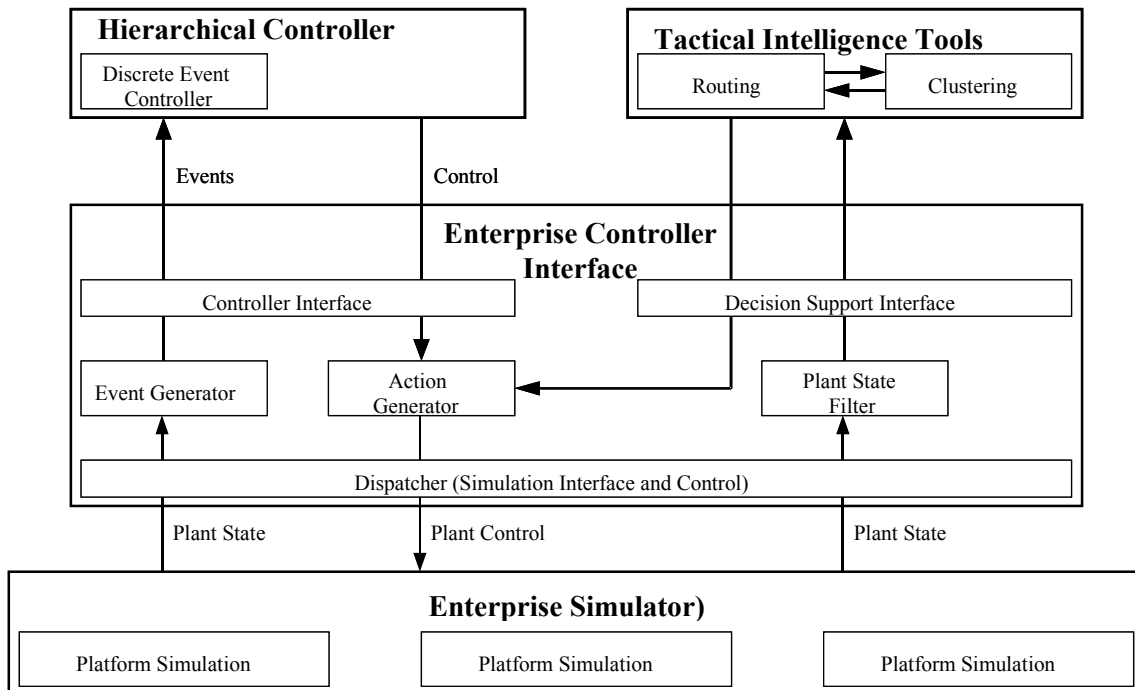 Hierarchical Controller
Discrete Event
Controller
Tactical Intelligence Tools
Routing
Clustering
Events
Control
Enterprise Controller
Interface
Controller Interface
Decision Support Interface
Event Generator
Action
Generator
Plant State
Filter
Dispatcher (Simulation Interface and Control)
Plant State
Plant Control
Plant State
Enterprise Simulator)
Platform Simulation
Platform Simulation
Platform Simulation